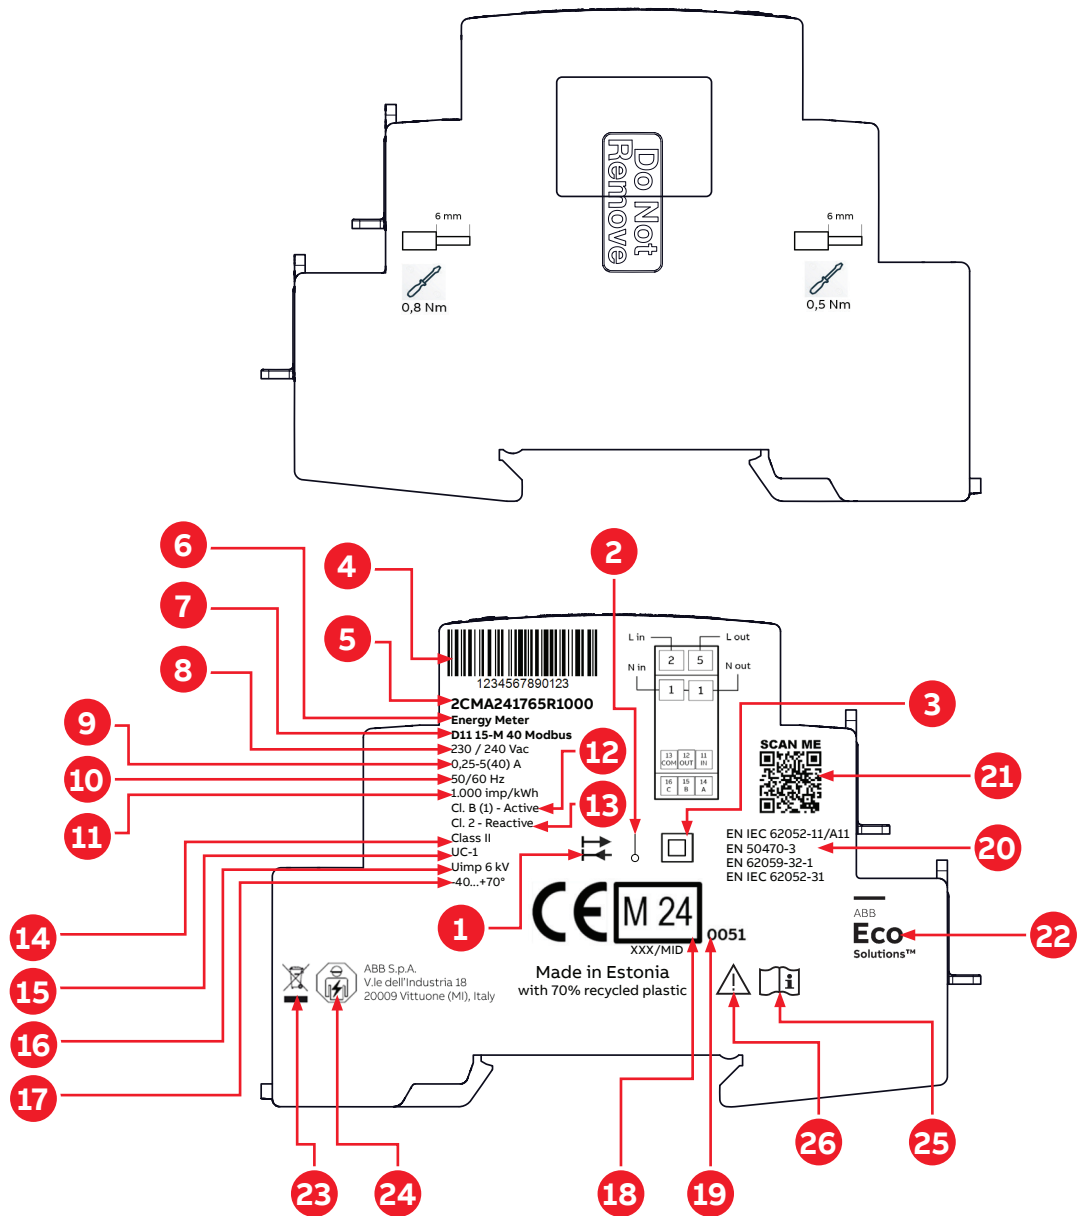 Do Not
Remove
6 mm
6 mm
0,8 Nm
0,5 Nm
6
4
2
7
5
8
3
9
12
10
21
13
11
20
14
1
22
15
16
17
26
25
23
24
18
19
1234567890123
2CMA241765R1000
Energy Meter
D11 15-M 40 Modbus
230 / 240 Vac
0,25-5(40) A
50/60 Hz
1.000 imp/kWh
Cl. B (1) - Active
Cl. 2 - Reactive
Class II
UC-1
Uimp 6 kV
-40...+70°
L in
L out
2
5
N in
N out
1
1
13
COM
12
OUT
11
IN
16
C
15
B
14
A
SCAN ME
EN IEC 62052-11/A11
EN 50470-3
EN 62059-32-1
EN IEC 62052-31
CE M 24 0051
XXX/MID
Made in Estonia
with 70% recycled plastic
ABB
Eco
Solutions™
ABB S.p.A.
V.le dell'Industria 18
20009 Vittuone (MI), Italy
i